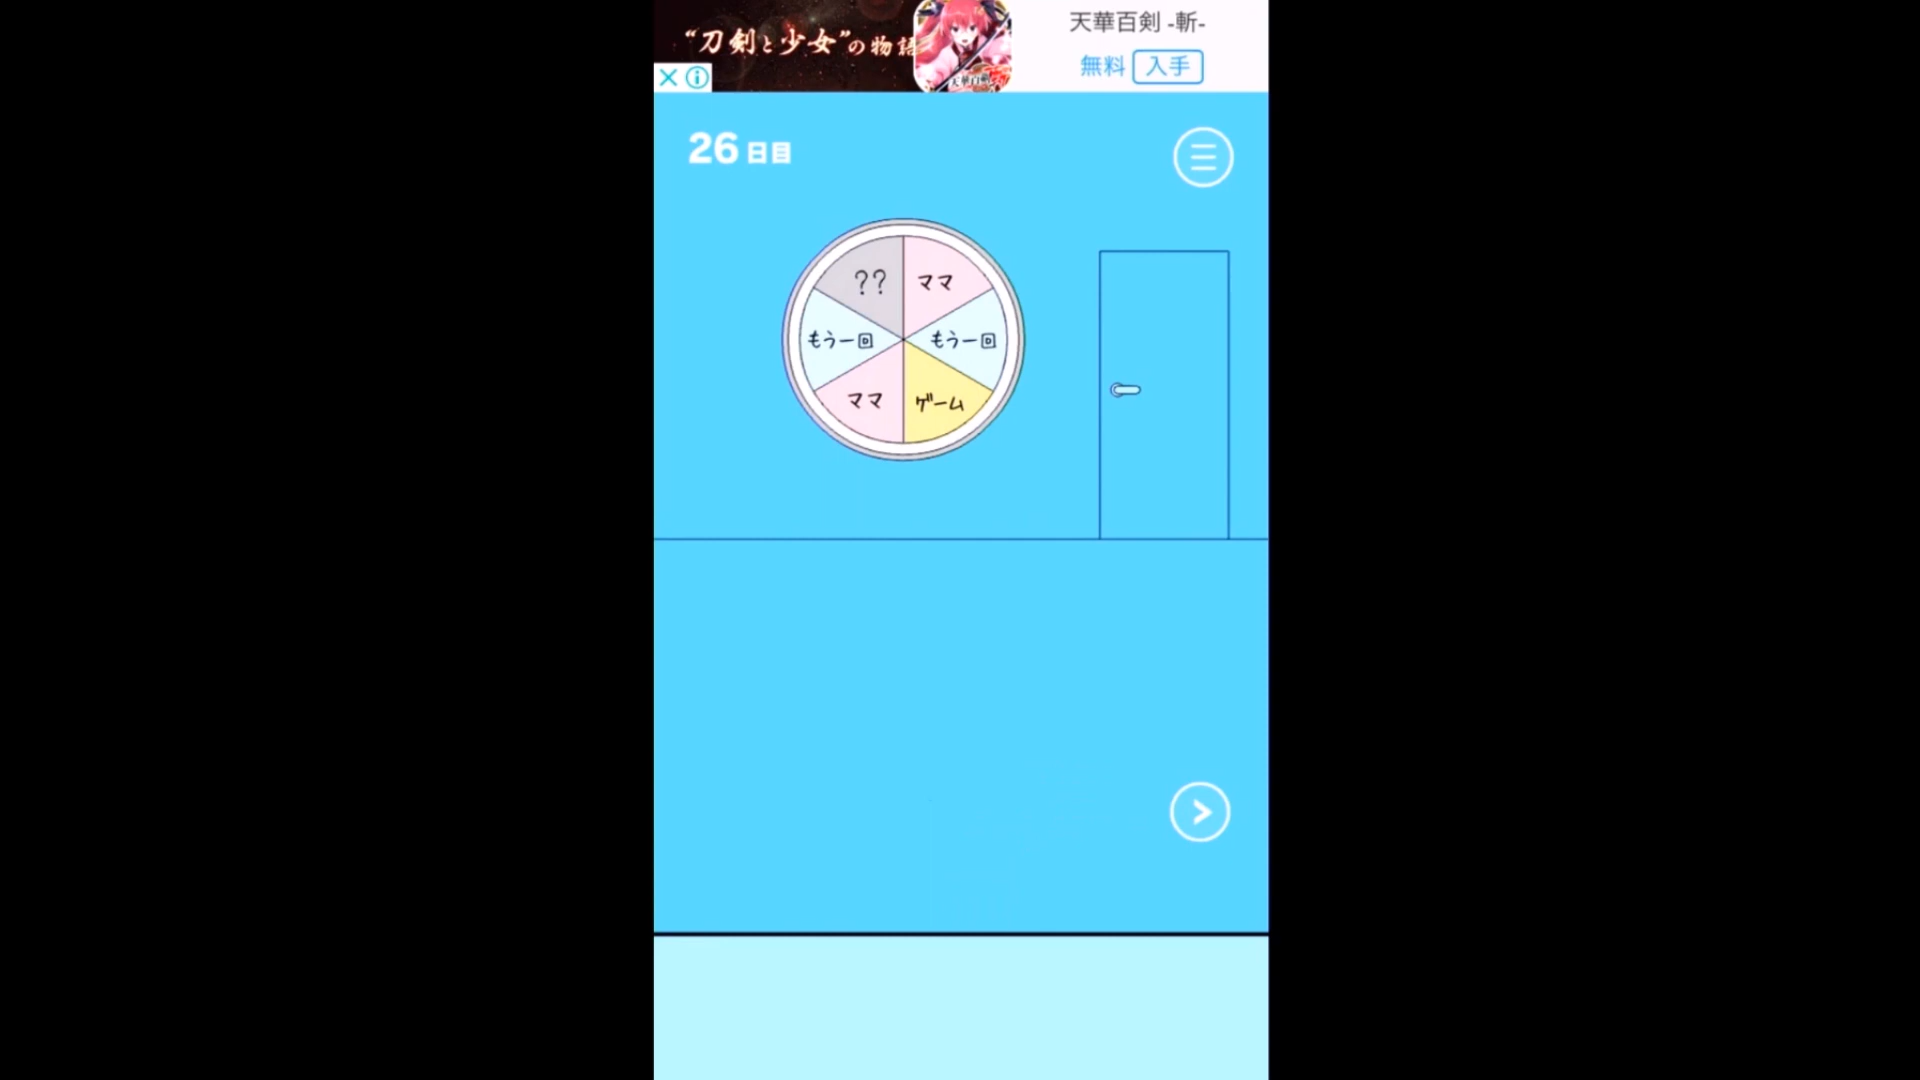 “刀剣と少女”の物語
天華百剣 -斬-
無料 入手
26日目
?? ママ
もう一回 もう一回
ママ ゲーム